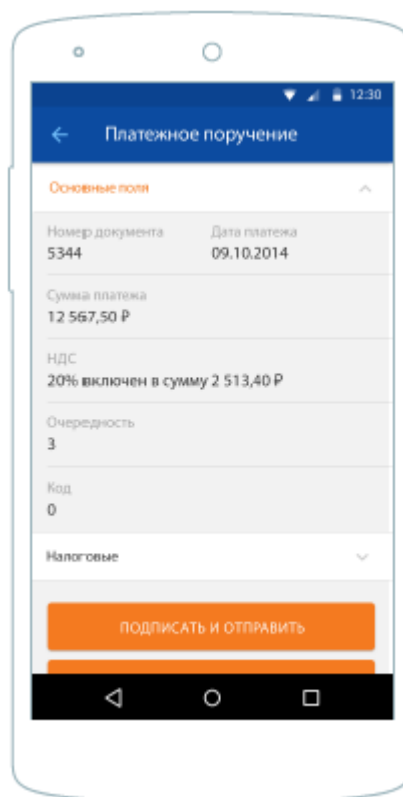 12:30
Платежное поручение
Основные поля
Номер документа Дата платежа
5344 09.10.2014
Сумма платежа
12 567,50 ₽
НДС
20% включен в сумму 2 513,40 ₽
Очередность
3
Код
0
Налоговые
ПОДПИСАТЬ И ОТПРАВИТЬ